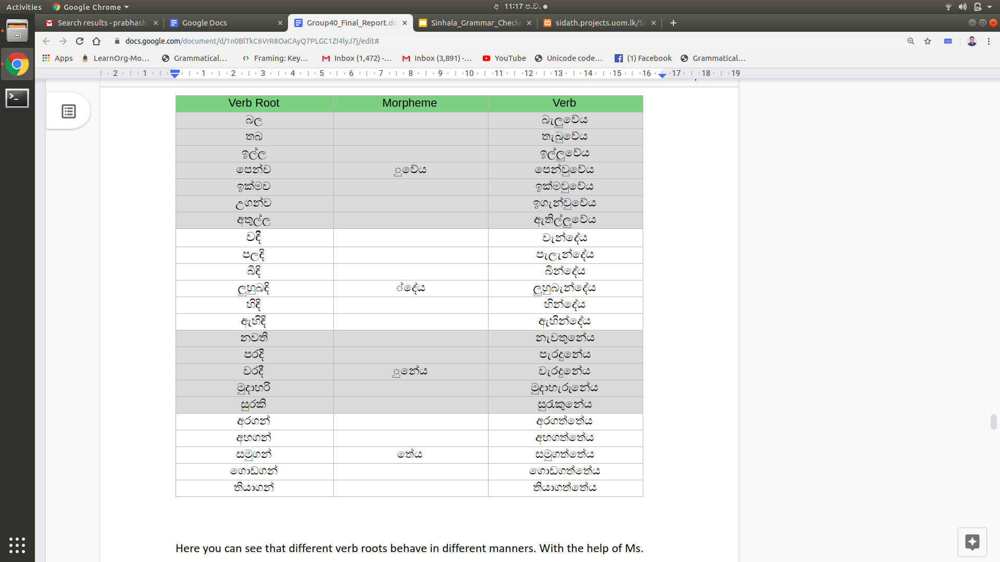 Activities Google Chrome අ 11:17 ප.ව.
Search results - prabhash. Google Docs Group40_Final_Report.do Sinhala_Grammar_Checke sidath.projects.uom.lk/Si
docs.google.com/document/d/1n0BlTkC6VrR8OaCAyQ7PLGC1ZI4lyJ7j/edit#
Apps LearnOrg-Mo... Grammatical... Framing: Key... Inbox (1,472) -... Inbox (3,891) -... YouTube Unicode code... (1) Facebook Grammatical...
2 1 1 2 3 4 5 6 7 8 9 10 11 12 13 14 15 16 17 18 19
Verb Root Morpheme Verb
බල බැලුවේය
තබ තැබුවේය
ඉල්ල ඉල්ලුවේය
පෙන්ව ුවේය පෙන්වුවේය
ඉක්මව ඉක්මවුවේය
උගන්ව ඉගැන්වුවේය
අතුල්ල ඇතිල්ලුවේය
වඳී වැන්දේය
පලඳි පැලැන්දේය
බිඳි බින්දේය
ලුහුබඳි ්දේය ලුහුබැන්දේය
හිඳි හින්දේය
ඇහිඳි ඇහින්දේය
නවති නැවතුනේය
පරදි පැරදුනේය
වරදී ුනේය වැරදුනේය
මුදාහරි මුදාහැරුනේය
සුරකි සුරැකුනේය
අරගන් අරගත්තේය
අහගන් අහගත්තේය
සමුගන් තේය සමුගත්තේය
ගොඩගන් ගොඩගත්තේය
තියාගන් තියාගත්තේය
Here you can see that different verb roots behave in different manners. With the help of Ms.